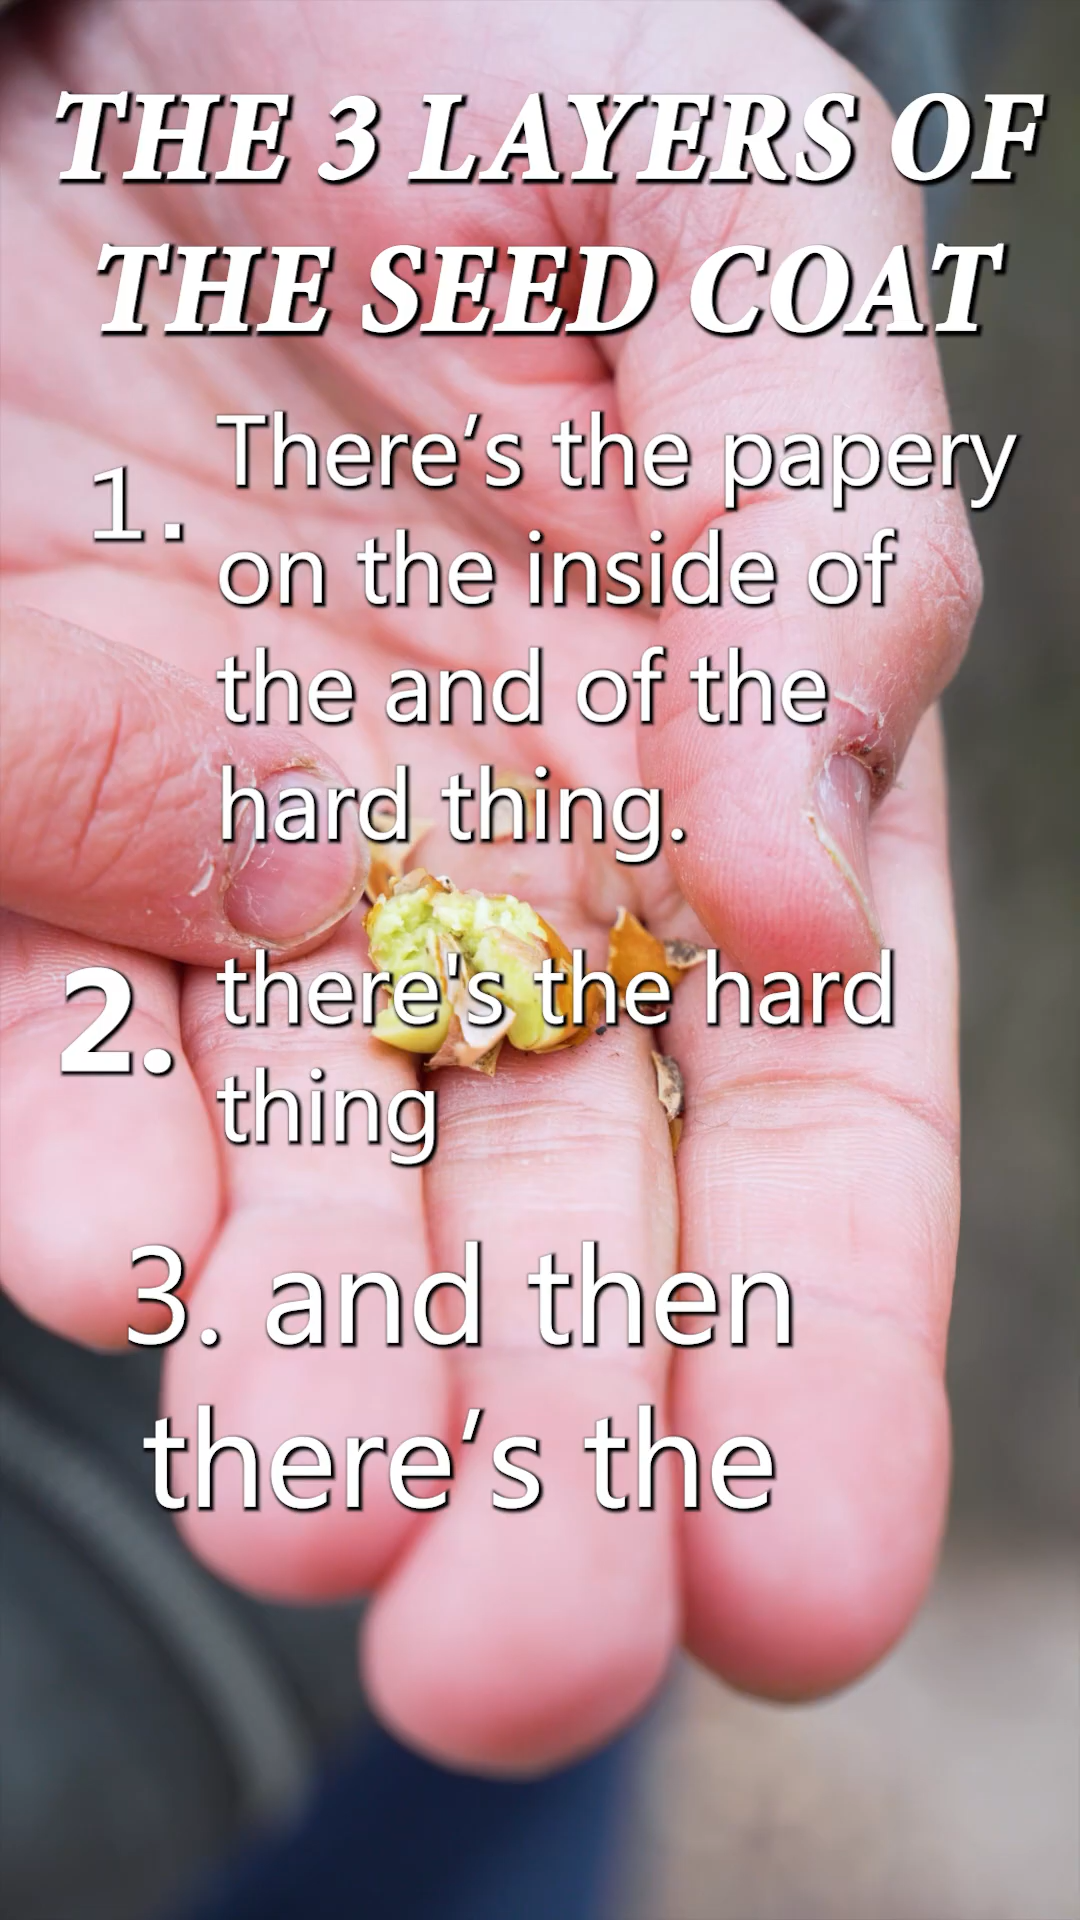 THE 3 LAYERS OF
THE SEED COAT
1. There’s the papery
on the inside of
the and of the
hard thing.
2. there's the hard
thing
3. and then
there’s the